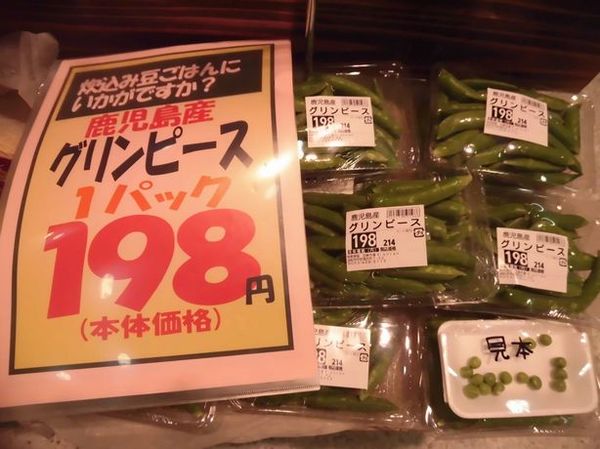 炊込み豆ごはんに
いかがですか?
鹿児島産
グリンピース
1パック
198円
(本体価格)
鹿児島産
グリンピース
198 214
鹿児島産
グリンピース
198 214
鹿児島産
グリンピース
198 214
鹿児島産
グリンピース
198 214
グリンピース
198 214
見本